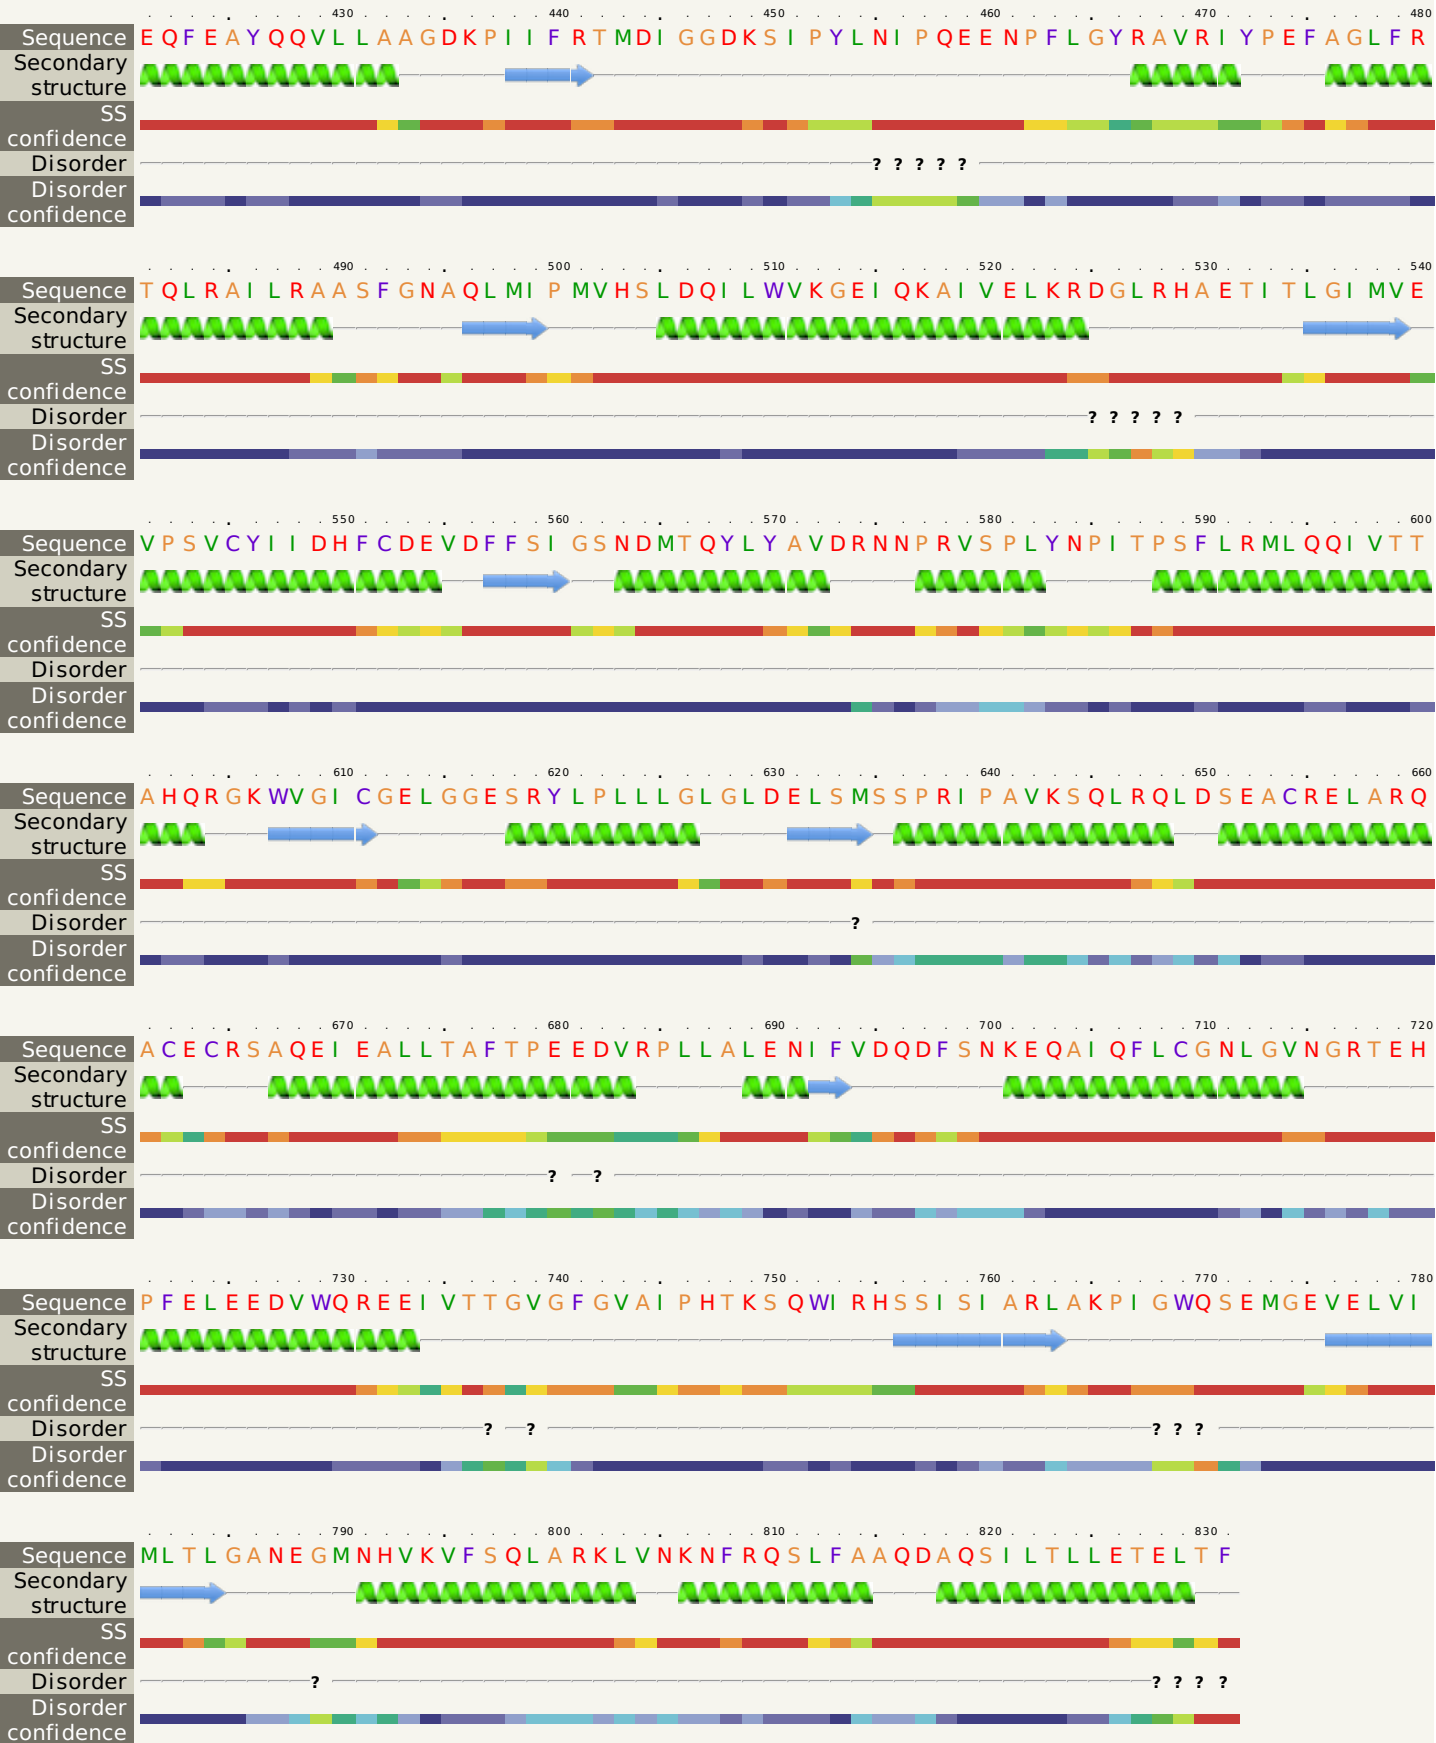 430 440 450 460 470 480
Sequence E Q F E A Y Q Q V L L A A G D K P I I F R T M D I G G D K S I P Y L N I P Q E E N P F L G Y R A V R I Y P E F A G L F R
Secondary
structure
SS
confidence
Disorder ? ? ? ? ?
Disorder
confidence
490 500 510 520 530 540
Sequence T Q L R A I L R A A S F G N A Q L M I P M V H S L D Q I L W V K G E I Q K A I V E L K R D G L R H A E T I T L G I M V E
Secondary
structure
SS
confidence
Disorder ? ? ? ? ?
Disorder
confidence
550 560 570 580 590 600
Sequence V P S V C Y I I D H F C D E V D F F S I G S N D M T Q Y L Y A V D R N N P R V S P L Y N P I T P S F L R M L Q Q I V T T
Secondary
structure
SS
confidence
Disorder
Disorder
confidence
610 620 630 640 650 660
Sequence A H Q R G K W V G I C G E L G G E S R Y L P L L L G L G L D E L S M S S P R I P A V K S Q L R Q L D S E A C R E L A R Q
Secondary
structure
SS
confidence
Disorder ?
Disorder
confidence
670 680 690 700 710 720
Sequence A C E C R S A Q E I E A L L T A F T P E E D V R P L L A L E N I F V D Q D F S N K E Q A I Q F L C G N L G V N G R T E H
Secondary
structure
SS
confidence
Disorder ? ?
Disorder
confidence
730 740 750 760 770 780
Sequence P F E L E E D V W Q R E E I V T T G V G F G V A I P H T K S Q W I R H S S I S I A R L A K P I G W Q S E M G E V E L V I
Secondary
structure
SS
confidence
Disorder ? ? ? ? ?
Disorder
confidence
790 800 810 820 830
Sequence M L T L G A N E G M N H V K V F S Q L A R K L V N K N F R Q S L F A A Q D A Q S I L T L L E T E L T F
Secondary
structure
SS
confidence
Disorder ? ? ? ? ?
Disorder
confidence